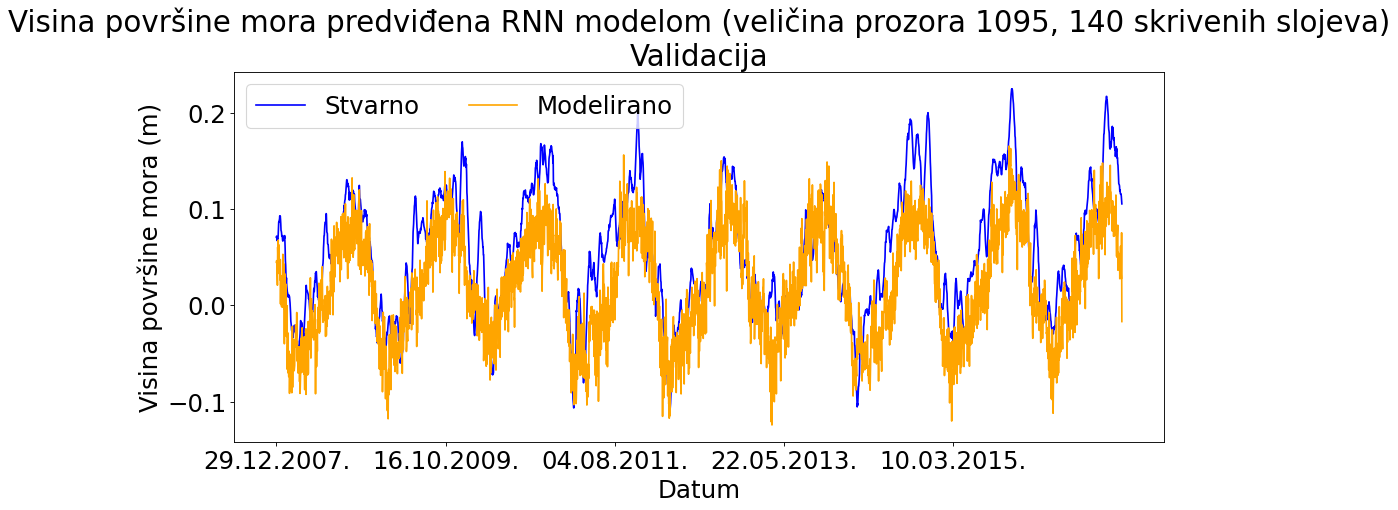 Visina površine mora predviđena RNN modelom (veličina prozora 1095, 140 skrivenih slojeva)
Validacija
Stvarno
Modelirano
Visina površine mora (m)
0.2
0.1
0.0
−0.1
29.12.2007.
16.10.2009.
04.08.2011.
22.05.2013.
10.03.2015.
Datum